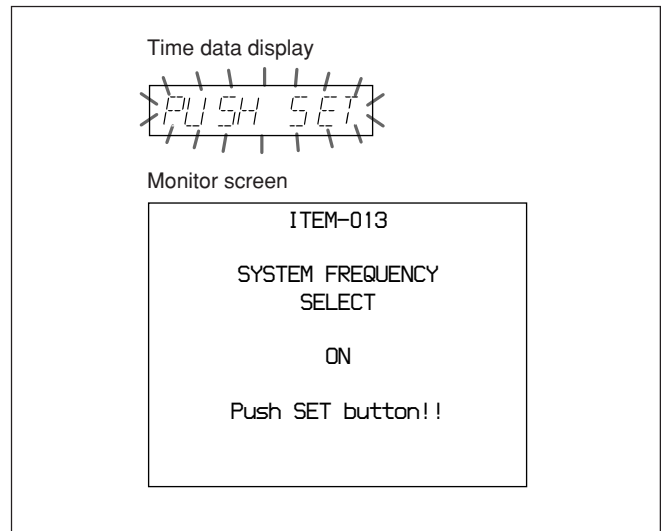 Time data display
PUSH SET
Monitor screen
ITEM-013
SYSTEM FREQUENCY
SELECT
ON
Push SET button!!